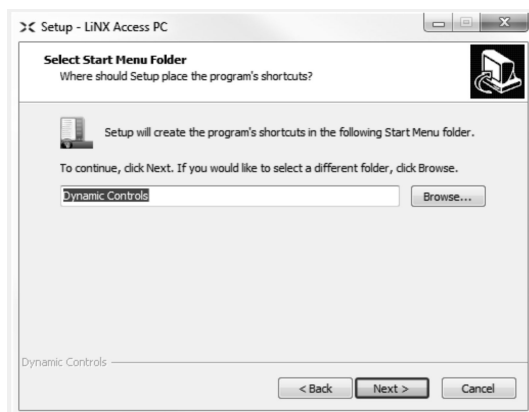 Setup - LiNX Access PC
Select Start Menu Folder
Where should Setup place the program's shortcuts?
Setup will create the program's shortcuts in the following Start Menu folder.
To continue, click Next. If you would like to select a different folder, click Browse.
Dynamic Controls
Browse...
Dynamic Controls
< Back
Next >
Cancel